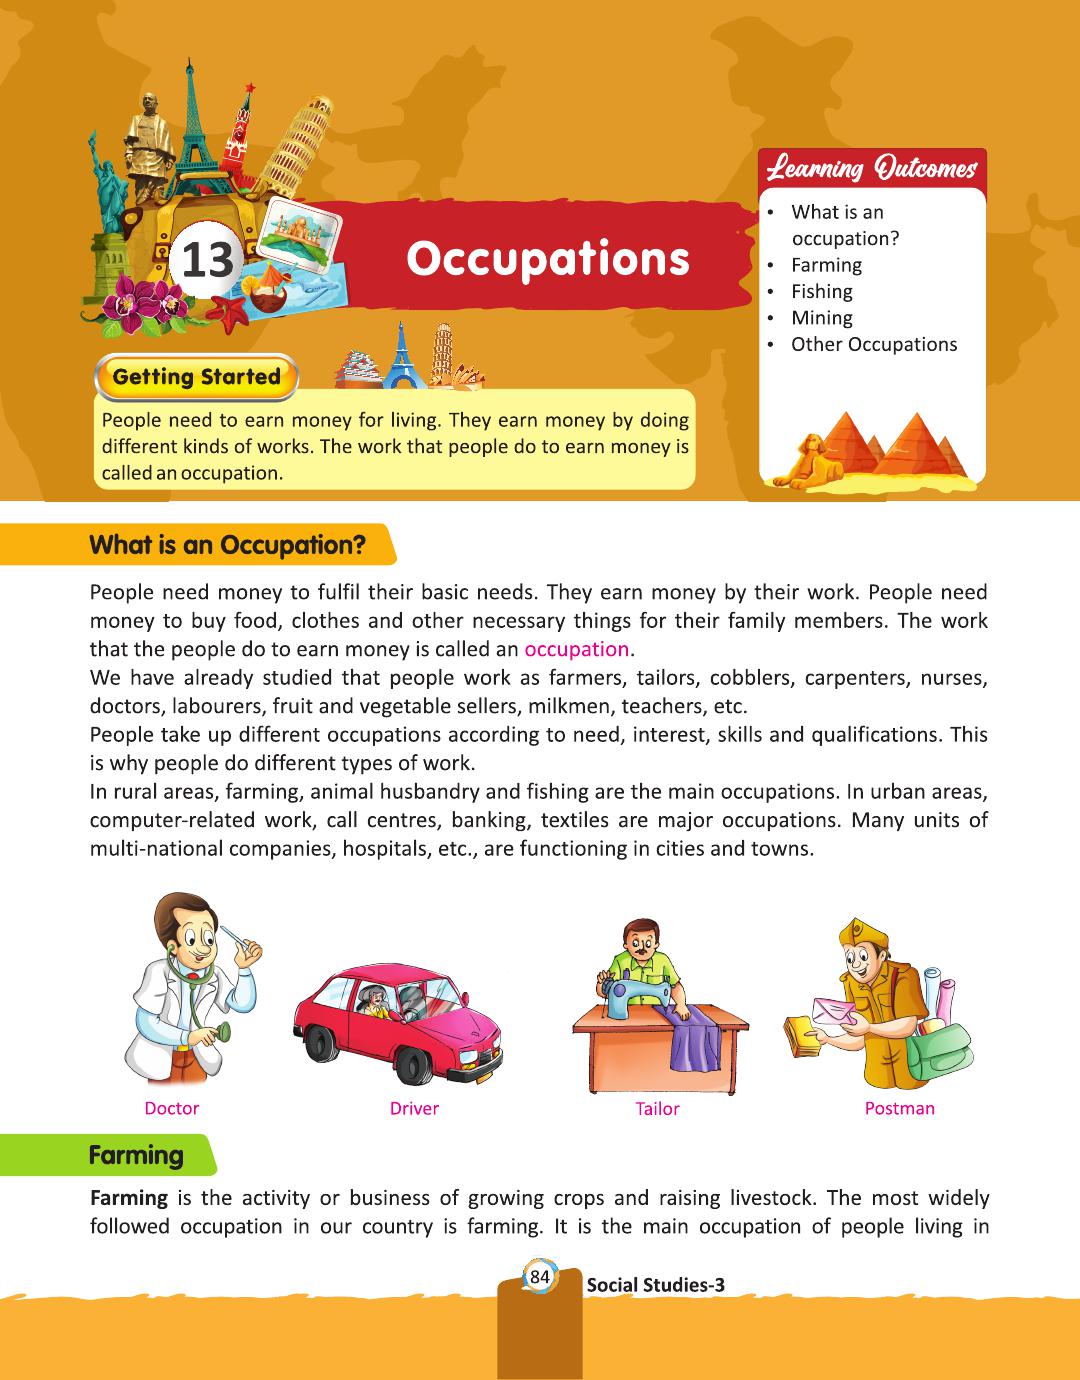 13
Occupations
Learning Outcomes
• What is an
occupation?
• Farming
• Fishing
• Mining
• Other Occupations
Getting Started
People need to earn money for living. They earn money by doing
different kinds of works. The work that people do to earn money is
called an occupation.
What is an Occupation?
People need money to fulfil their basic needs. They earn money by their work. People need
money to buy food, clothes and other necessary things for their family members. The work
that the people do to earn money is called an occupation.
We have already studied that people work as farmers, tailors, cobblers, carpenters, nurses,
doctors, labourers, fruit and vegetable sellers, milkmen, teachers, etc.
People take up different occupations according to need, interest, skills and qualifications. This
is why people do different types of work.
In rural areas, farming, animal husbandry and fishing are the main occupations. In urban areas,
computer-related work, call centres, banking, textiles are major occupations. Many units of
multi-national companies, hospitals, etc., are functioning in cities and towns.
Doctor
Driver
Tailor
Postman
Farming
Farming is the activity or business of growing crops and raising livestock. The most widely
followed occupation in our country is farming. It is the main occupation of people living in
84
Social Studies-3